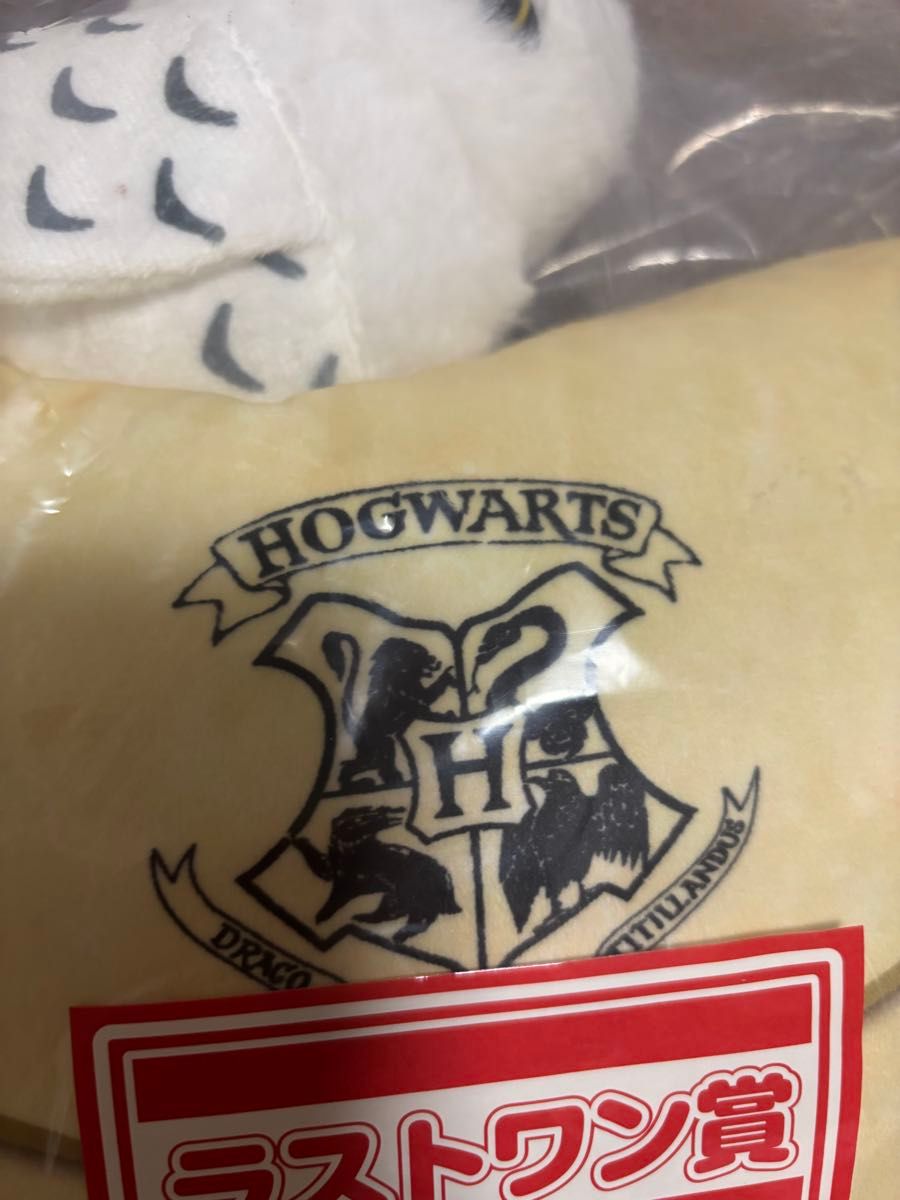 HOGWARTS
H
DRACO
TITILLANDUS
ラストワン賞